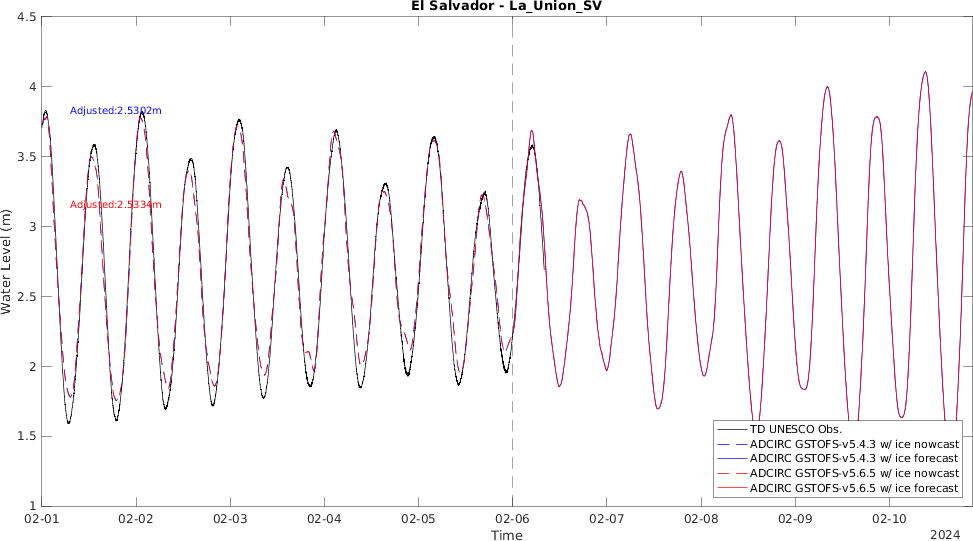 El Salvador - La_Union_SV
4.5
4
3.5
3
2.5
2
1.5
1
Water Level (m)
Adjusted:2.5302m
Adjusted:2.5334m
TD UNESCO Obs.
ADCIRC GSTOFS-v5.4.3 w/ ice nowcast
ADCIRC GSTOFS-v5.4.3 w/ ice forecast
ADCIRC GSTOFS-v5.6.5 w/ ice nowcast
ADCIRC GSTOFS-v5.6.5 w/ ice forecast
02-01 02-02 02-03 02-04 02-05 02-06 02-07 02-08 02-09 02-10
Time
2024